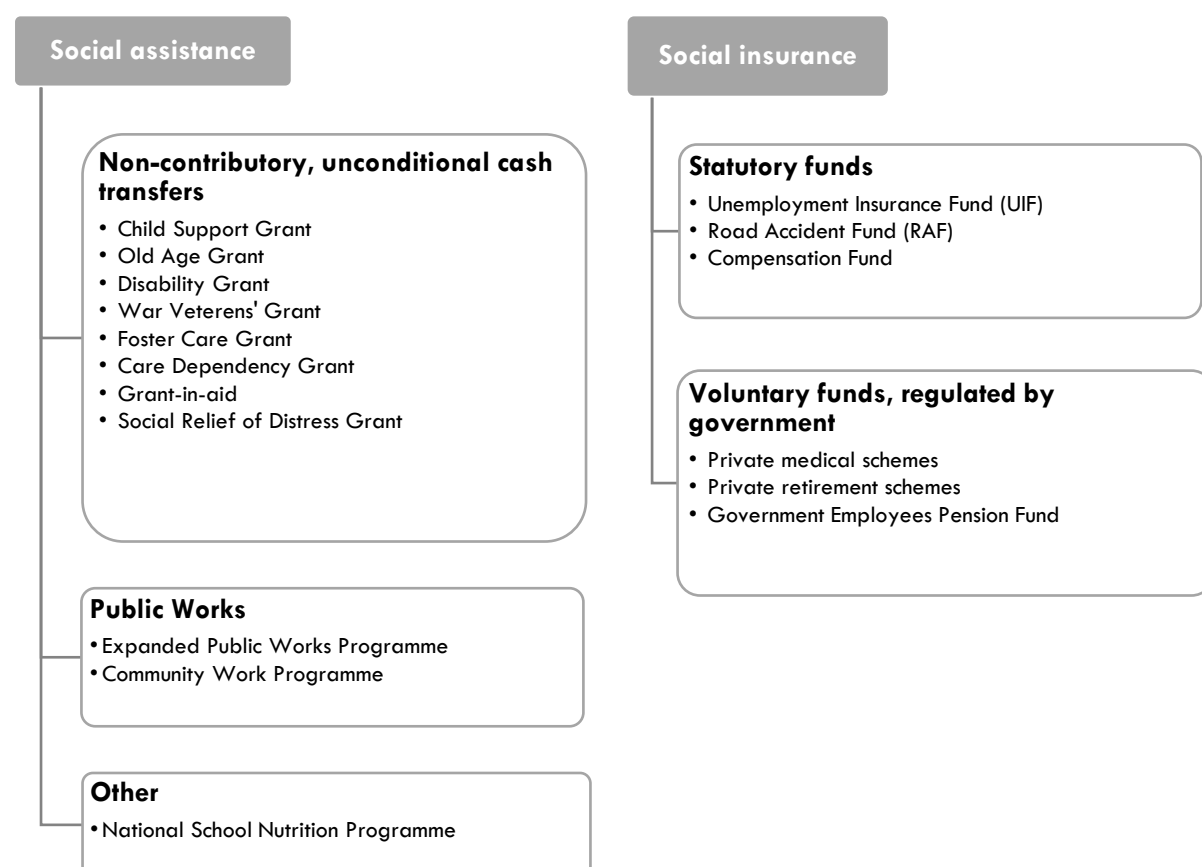 Social assistance
Non-contributory, unconditional cash
transfers
• Child Support Grant
• Old Age Grant
• Disability Grant
• War Veterens' Grant
• Foster Care Grant
• Care Dependency Grant
• Grant-in-aid
• Social Relief of Distress Grant
Public Works
• Expanded Public Works Programme
• Community Work Programme
Other
• National School Nutrition Programme
Social insurance
Statutory funds
• Unemployment Insurance Fund (UIF)
• Road Accident Fund (RAF)
• Compensation Fund
Voluntary funds, regulated by
government
• Private medical schemes
• Private retirement schemes
• Government Employees Pension Fund